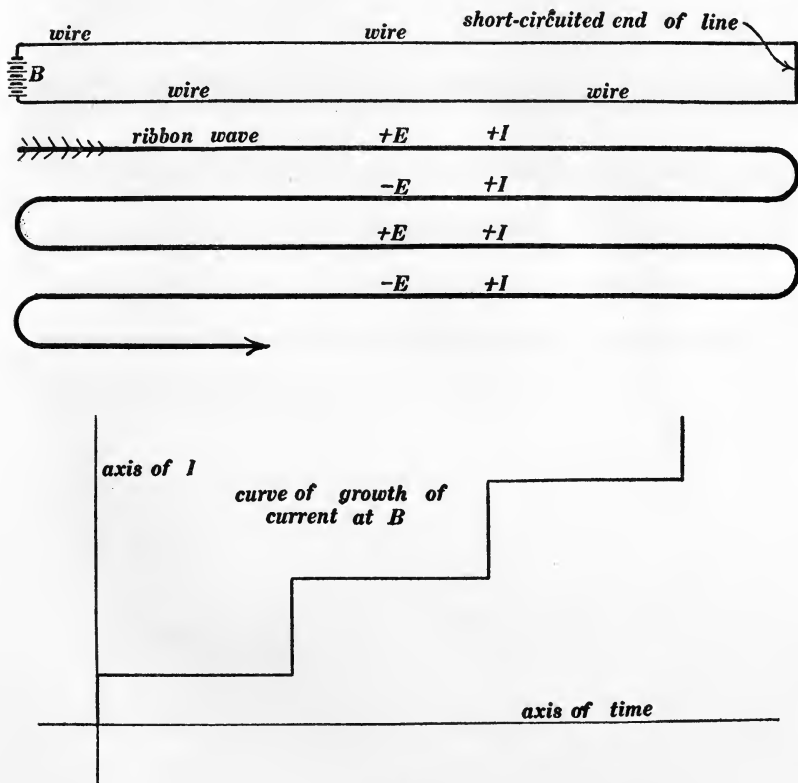 short-circuited end of line
wire wire
B
wire wire
ribbon wave +E +I
-E +I
+E +I
-E +I
axis of I
curve of growth of
current at B
axis of time